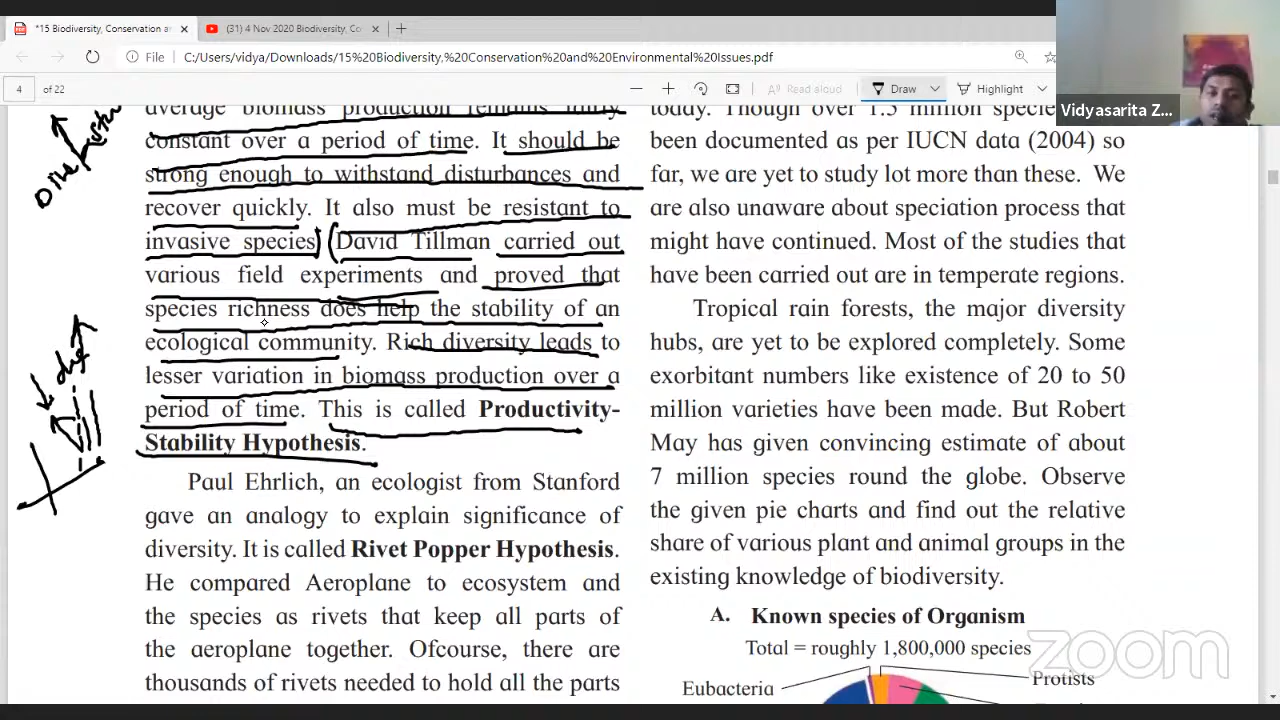 *15 Biodiversity, Conservation an
(31) 4 Nov 2020 Biodiversity, Co
File C:/Users/vidya/Downloads/15%20Biodiversity,%20Conservation%20and%20Environmental%20Issues.pdf
4 of 22
Read aloud
Draw
Highlight
Vidyasarita Z...
average biomass production remains fairly
constant over a period of time. It should be
strong enough to withstand disturbances and
recover quickly. It also must be resistant to
invasive species. David Tillman carried out
various field experiments and proved that
species richness does help the stability of an
ecological community. Rich diversity leads to
lesser variation in biomass production over a
period of time. This is called Productivity-
Stability Hypothesis.
Paul Ehrlich, an ecologist from Stanford
gave an analogy to explain significance of
diversity. It is called Rivet Popper Hypothesis.
He compared Aeroplane to ecosystem and
the species as rivets that keep all parts of
the aeroplane together. Ofcourse, there are
thousands of rivets needed to hold all the parts
today. Though over 1.5 million species
been documented as per IUCN data (2004) so
far, we are yet to study lot more than these. We
are also unaware about speciation process that
might have continued. Most of the studies that
have been carried out are in temperate regions.
Tropical rain forests, the major diversity
hubs, are yet to be explored completely. Some
exorbitant numbers like existence of 20 to 50
million varieties have been made. But Robert
May has given convincing estimate of about
7 million species round the globe. Observe
the given pie charts and find out the relative
share of various plant and animal groups in the
existing knowledge of biodiversity.
A. Known species of Organism
Total = roughly 1,800,000 species
Eubacteria
Protists
zoom